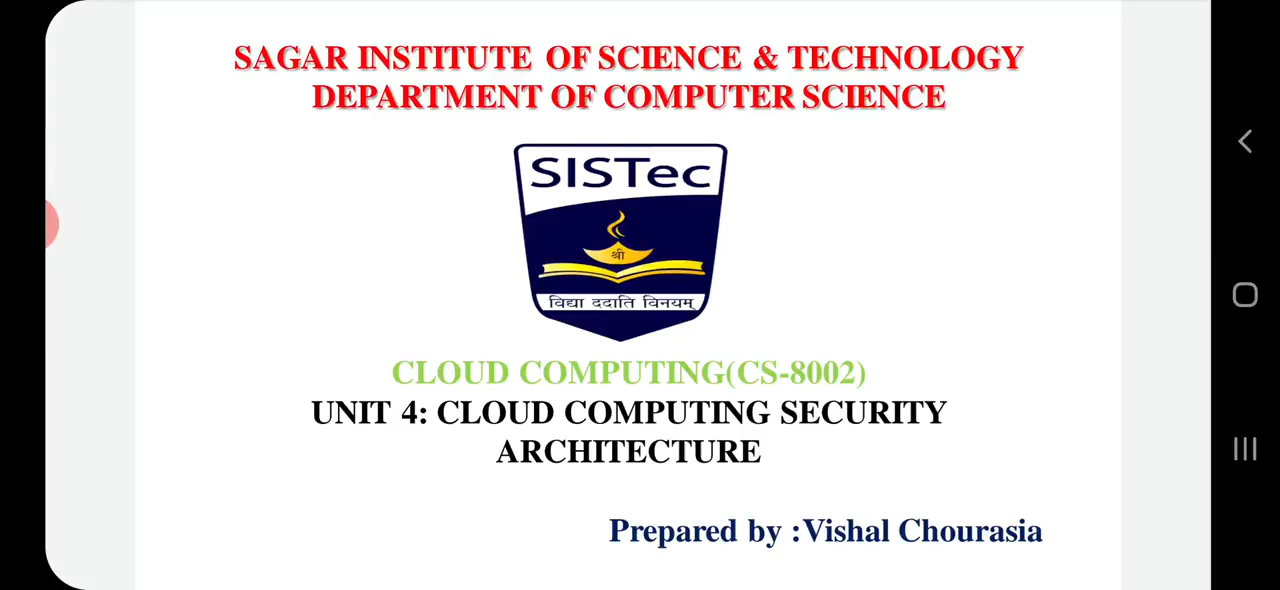 SAGAR INSTITUTE OF SCIENCE & TECHNOLOGY
DEPARTMENT OF COMPUTER SCIENCE
SISTec
श्री
विद्या ददाति विनयम्
CLOUD COMPUTING(CS-8002)
UNIT 4: CLOUD COMPUTING SECURITY
ARCHITECTURE
Prepared by :Vishal Chourasia